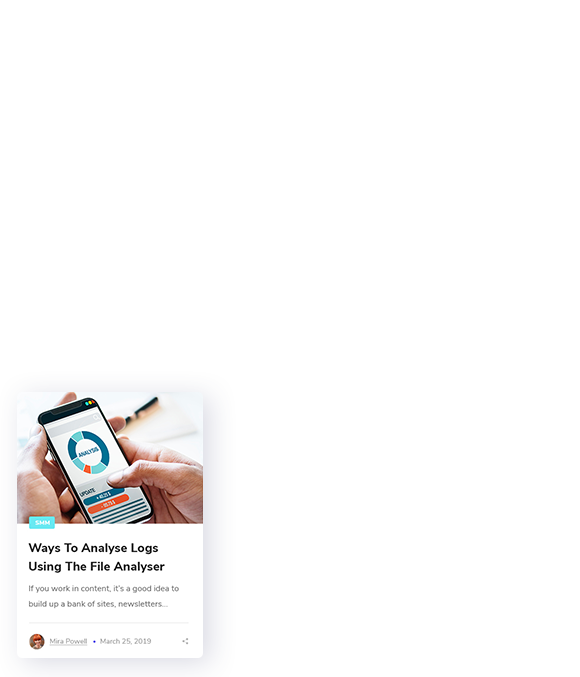 ANALYSIS
UPDATE
SMM
Ways To Analyse Logs
Using The File Analyser
If you work in content, it's a good idea to
build up a bank of sites, newsletters...
Mira Powell • March 25, 2019